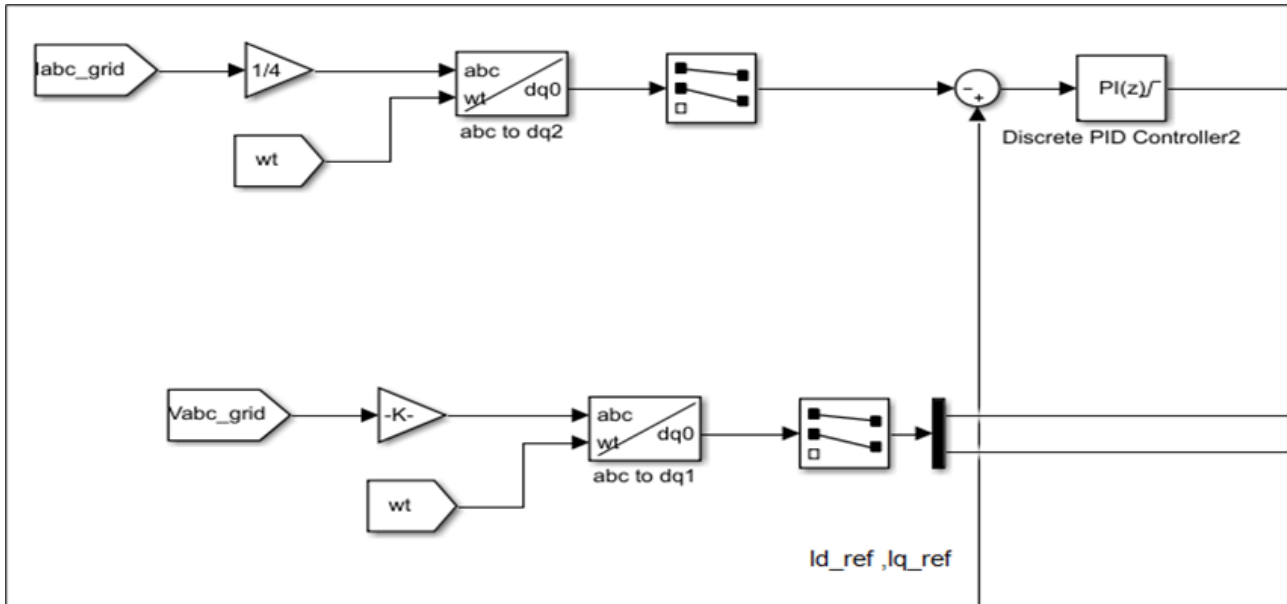 Iabc_grid
1/4
abc
wt
dq0
abc to dq2
wt
-
+
PI(z)
Discrete PID Controller2
Vabc_grid
-K-
abc
wt
dq0
abc to dq1
wt
Id_ref ,Iq_ref